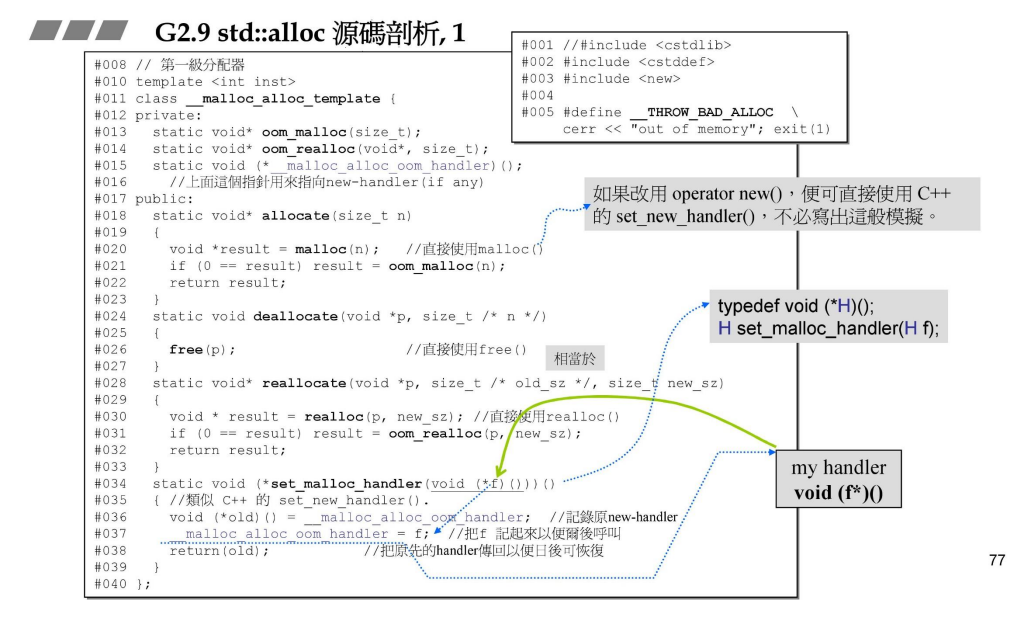 G2.9 std::alloc 源碼剖析, 1
#001 //#include <cstdlib>
#002 #include <cstddef>
#003 #include <new>
#004
#005 #define __THROW_BAD_ALLOC \
cerr << "out of memory"; exit(1)
#008 // 第一級分配器
#010 template <int inst>
#011 class __malloc_alloc_template {
#012 private:
#013 static void* oom_malloc(size_t);
#014 static void* oom_realloc(void*, size_t);
#015 static void (* __malloc_alloc_oom_handler)();
#016 //上面這個指針用來指向new-handler(if any)
#017 public:
#018 static void* allocate(size_t n)
#019 {
#020 void *result = malloc(n); //直接使用malloc()
#021 if (0 == result) result = oom_malloc(n);
#022 return result;
#023 }
#024 static void deallocate(void *p, size_t /* n */)
#025 {
#026 free(p); //直接使用free()
#027 }
#028 static void* reallocate(void *p, size_t /* old_sz */, size_t new_sz)
#029 {
#030 void * result = realloc(p, new_sz); //直接使用realloc()
#031 if (0 == result) result = oom_realloc(p, new_sz);
#032 return result;
#033 }
#034 static void (*set_malloc_handler(void (*f)()))()
#035 { //類似 C++ 的 set_new_handler().
#036 void (*old)() = __malloc_alloc_oom_handler; //記錄原new-handler
#037 __malloc_alloc_oom_handler = f; //把f 記起來以便爾後呼叫
#038 return(old); //把原先的handler傳回以便日後可恢復
#039 }
#040 };
如果改用 operator new()，便可直接使用 C++
的 set_new_handler()，不必寫出這般模擬。
typedef void (*H)();
H set_malloc_handler(H f);
相當於
my handler
void (f*)()
77